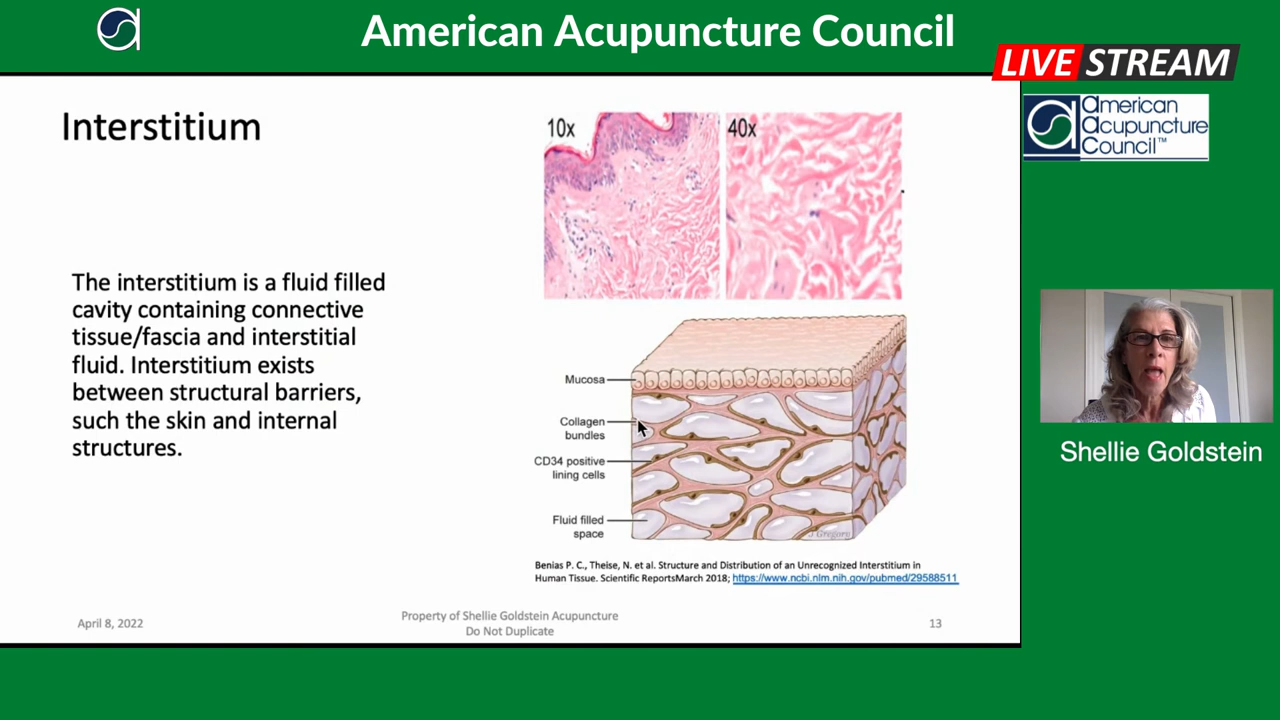 American Acupuncture Council
LIVE STREAM
american
acupuncture
Council™
Interstitium
10x
40x
The interstitium is a fluid filled
cavity containing connective
tissue/fascia and interstitial
fluid. Interstitium exists
between structural barriers,
such the skin and internal
structures.
Mucosa
Collagen
bundles
CD34 positive
lining cells
Fluid filled
space
J Gregory
Benias P. C., Theise, N. et al. Structure and Distribution of an Unrecognized Interstitium in
Human Tissue. Scientific ReportsMarch 2018; https://www.ncbi.nlm.nih.gov/pubmed/29588511
Shellie Goldstein
April 8, 2022
Property of Shellie Goldstein Acupuncture
Do Not Duplicate
13